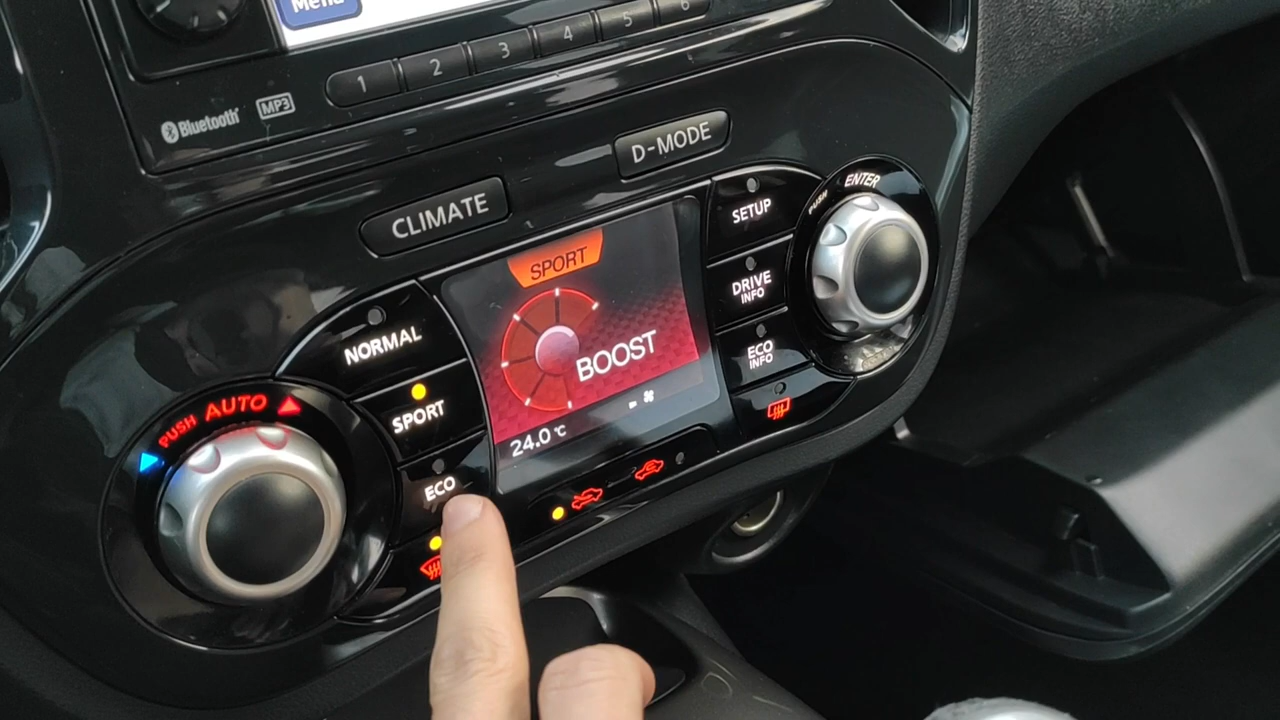 Menu
1 2 3 4 5 6
Bluetooth MP3
D-MODE
CLIMATE
NORMAL
SPORT
ECO
PUSH AUTO
SPORT
BOOST
24.0 °C
SETUP
DRIVE
INFO
ECO
INFO
PUSH ENTER